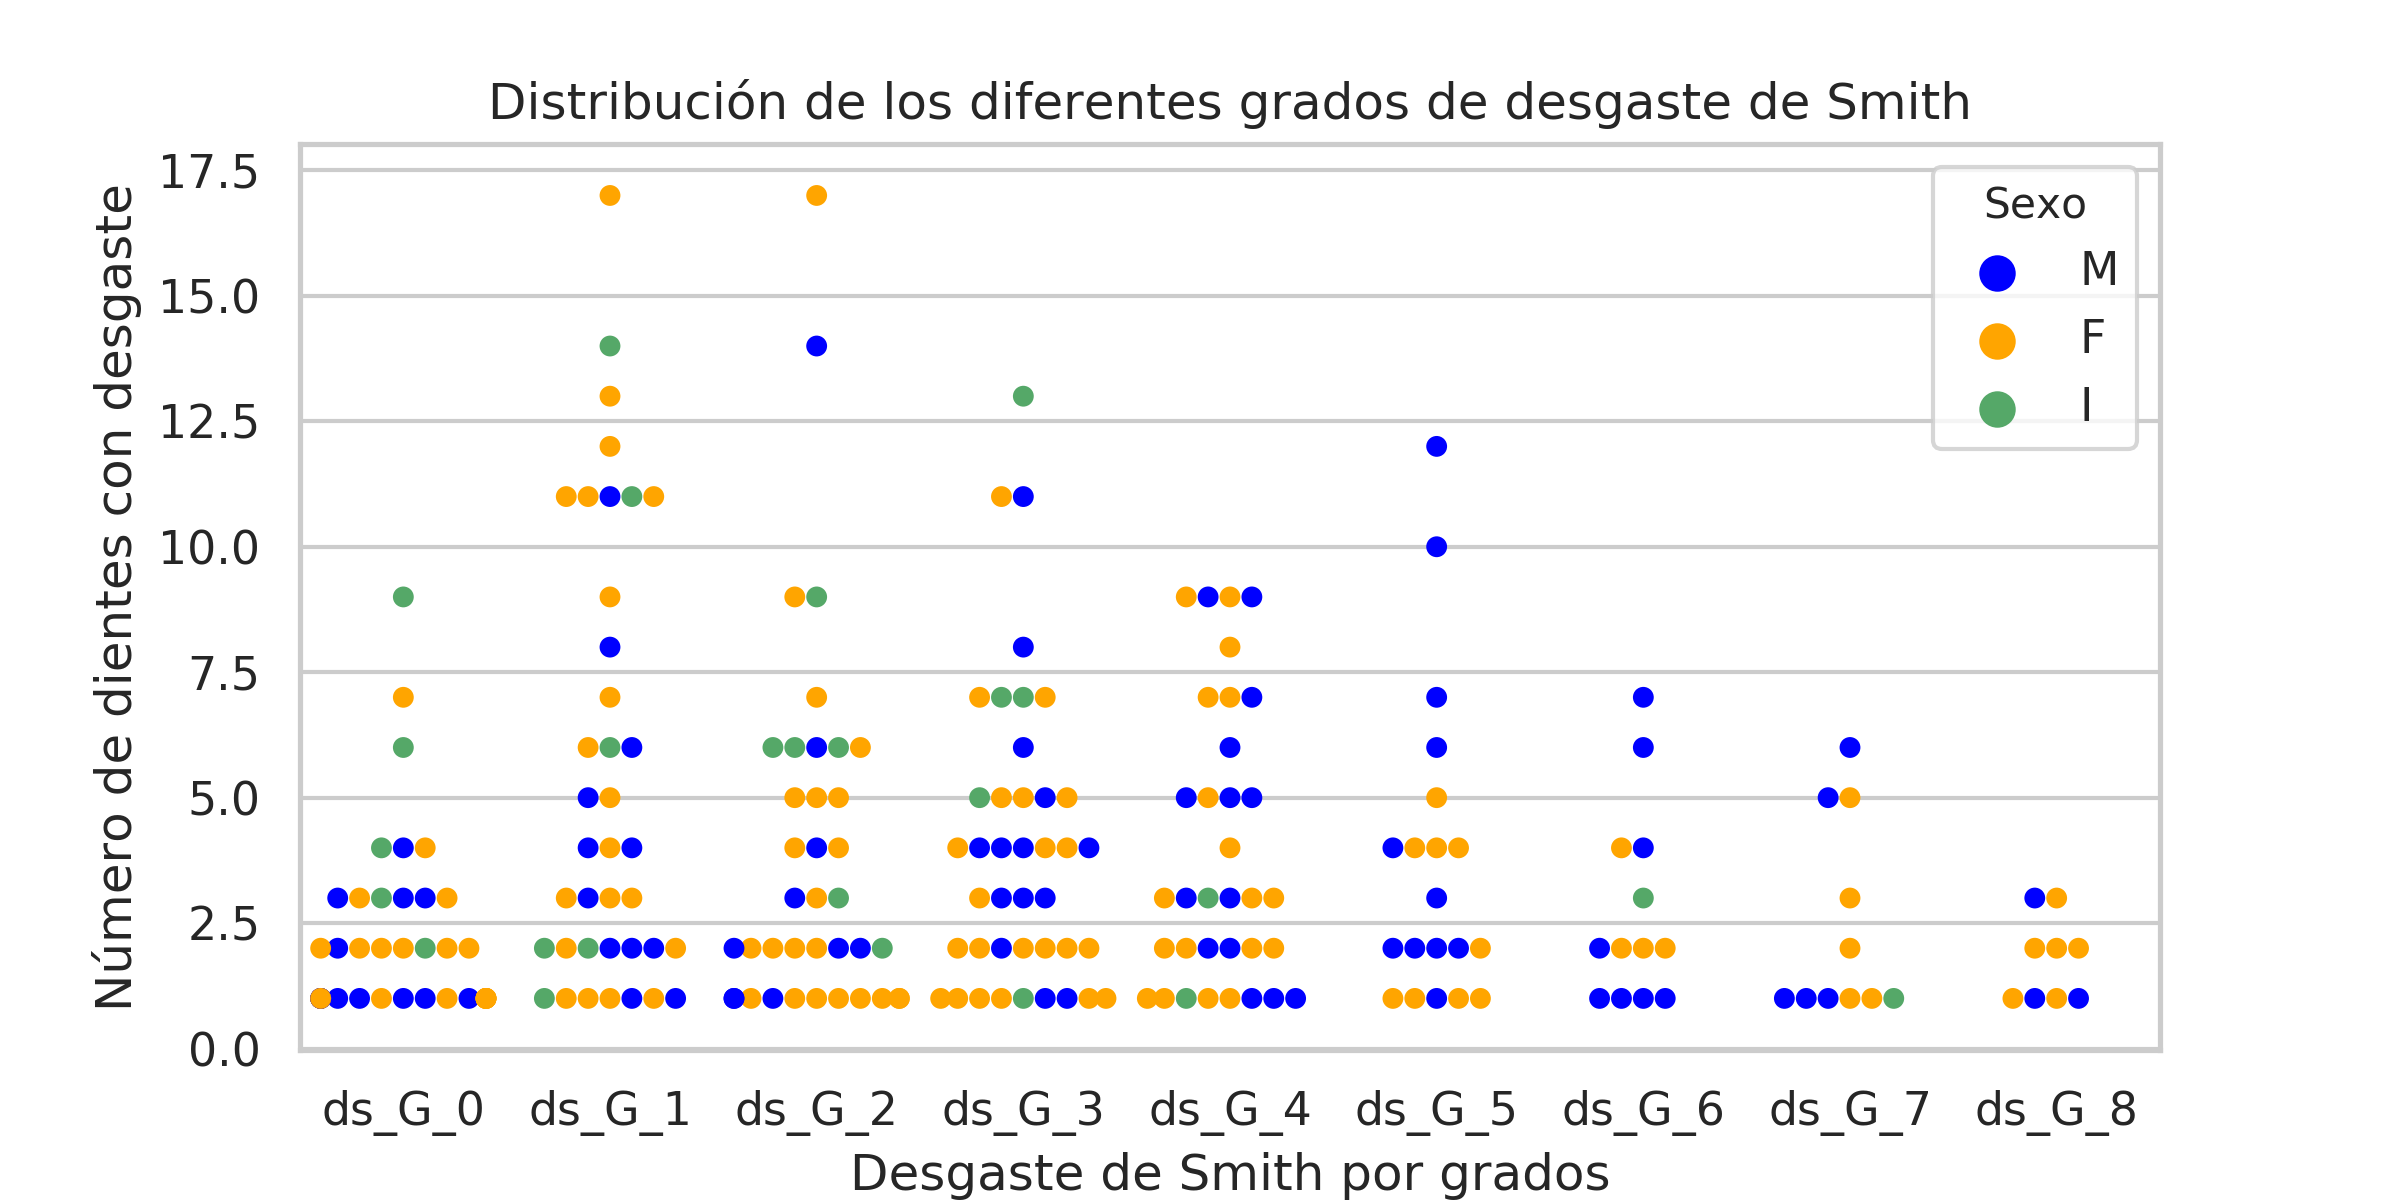 Distribución de los diferentes grados de desgaste de Smith
Número de dientes con desgaste
17.5
15.0
12.5
10.0
7.5
5.0
2.5
0.0
Sexo
M
F
I
ds_G_0 ds_G_1 ds_G_2 ds_G_3 ds_G_4 ds_G_5 ds_G_6 ds_G_7 ds_G_8
Desgaste de Smith por grados